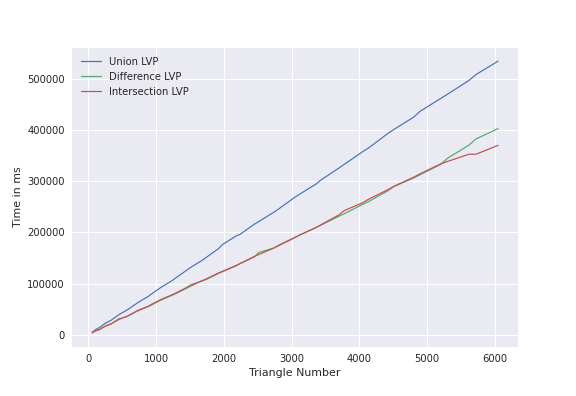 Union LVP
Difference LVP
Intersection LVP
500000
400000
300000
200000
100000
0
Time in ms
0 1000 2000 3000 4000 5000 6000
Triangle Number